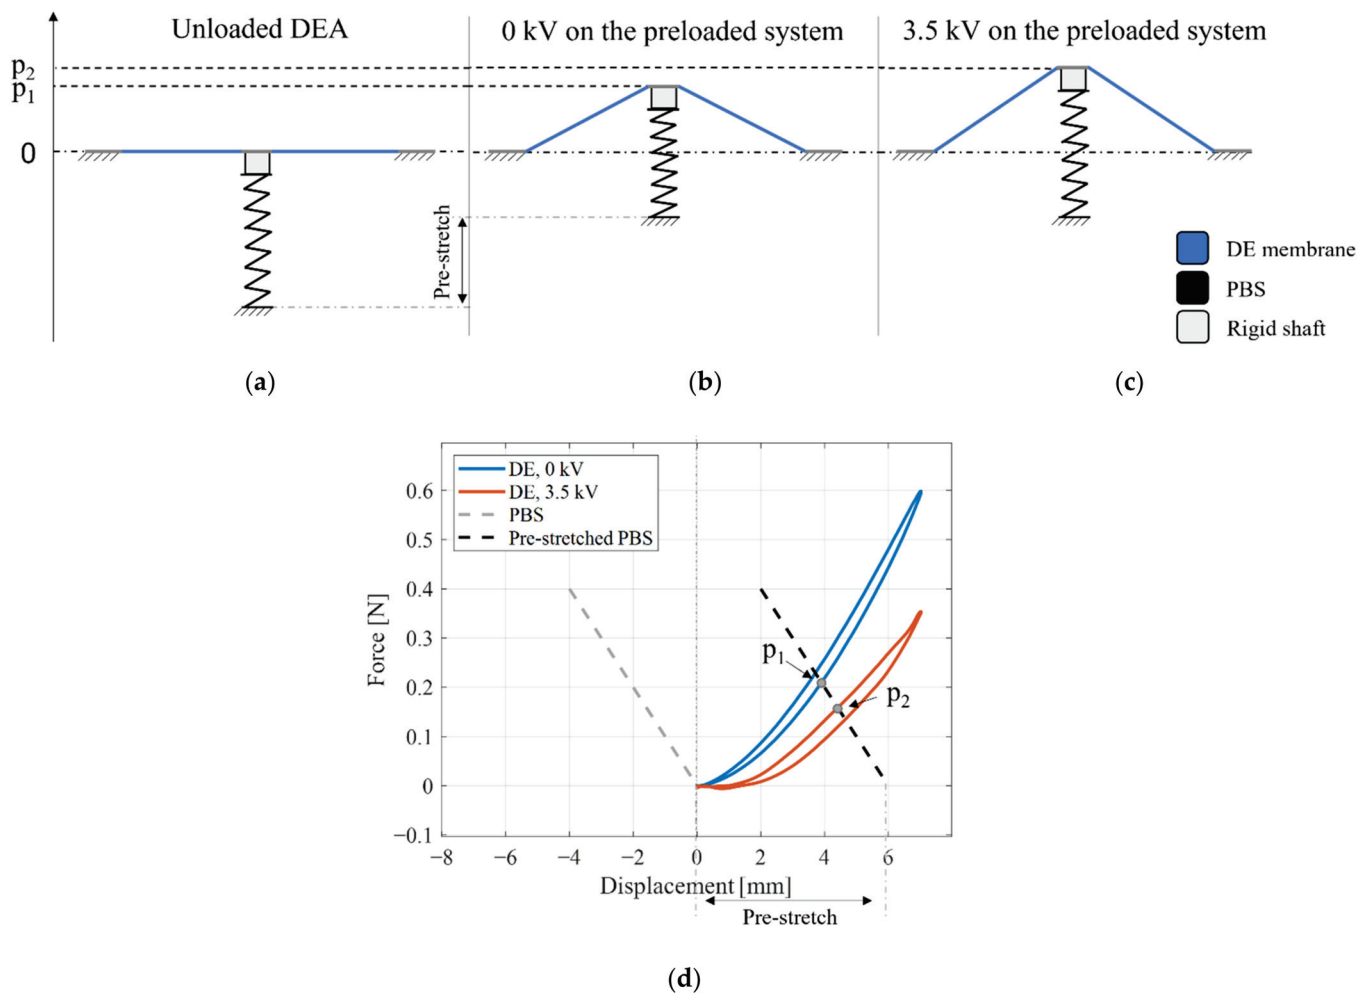 Unloaded DEA
0 kV on the preloaded system
3.5 kV on the preloaded system
p2
p1
0
Pre-stretch
DE membrane
PBS
Rigid shaft
(a)
(b)
(c)
DE, 0 kV
DE, 3.5 kV
PBS
Pre-stretched PBS
0.6
0.5
0.4
0.3
0.2
0.1
0
−0.1
Force [N]
p1
p2
−8 −6 −4 −2 0 2 4 6
Displacement [mm]
Pre-stretch
(d)